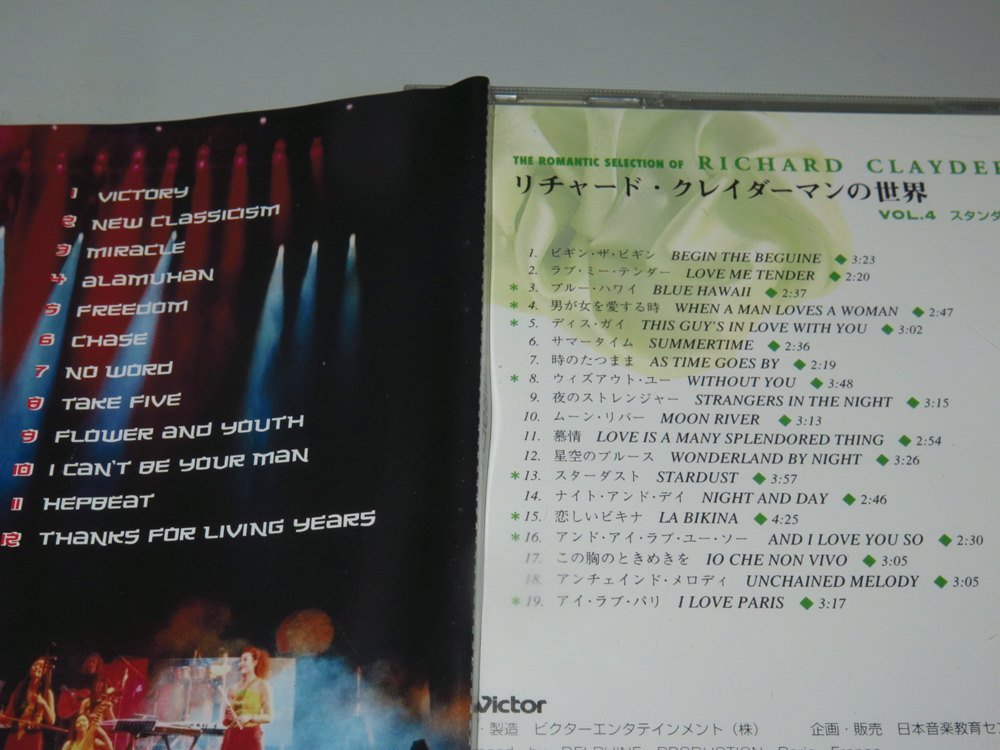 1 VICTORY
2 NEW CLASSICISM
3 MIRACLE
4 ALAMUHAN
5 FREEDOM
6 CHASE
7 NO WORD
8 TAKE FIVE
9 FLOWER AND YOUTH
10 I CAN'T BE YOUR MAN
11 HEPBEAT
12 THANKS FOR LIVING YEARS
THE ROMANTIC SELECTION OF RICHARD CLAYDE
リチャード・クレイダーマンの世界
VOL.4 スタンダ
1. ビギン・ザ・ビギン BEGIN THE BEGUINE ◆ 3:23
2. ラブ・ミー・テンダー LOVE ME TENDER ◆ 2:20
* 3. ブルー・ハワイ BLUE HAWAII ◆ 2:37
* 4. 男が女を愛する時 WHEN A MAN LOVES A WOMAN ◆ 2:47
* 5. ディス・ガイ THIS GUY'S IN LOVE WITH YOU ◆ 3:02
6. サマータイム SUMMERTIME ◆ 2:36
7. 時のたつまま AS TIME GOES BY ◆ 2:19
* 8. ウィズアウト・ユー WITHOUT YOU ◆ 3:48
9. 夜のストレンジャー STRANGERS IN THE NIGHT ◆ 3:15
10. ムーン・リバー MOON RIVER ◆ 3:13
11. 慕情 LOVE IS A MANY SPLENDORED THING ◆ 2:54
12. 星空のブルース WONDERLAND BY NIGHT ◆ 3:26
* 13. スターダスト STARDUST ◆ 3:57
14. ナイト・アンド・デイ NIGHT AND DAY ◆ 2:46
* 15. 恋しいビキナ LA BIKINA ◆ 4:25
* 16. アンド・アイ・ラブ・ユー・ソー AND I LOVE YOU SO ◆ 2:30
17. この胸のときめきを IO CHE NON VIVO ◆ 3:05
18. アンチェインド・メロディ UNCHAINED MELODY ◆ 3:05
* 19. アイ・ラブ・パリ I LOVE PARIS ◆ 3:17
Victor
・製造 ビクターエンタテインメント（株） 企画・販売 日本音楽教育セン